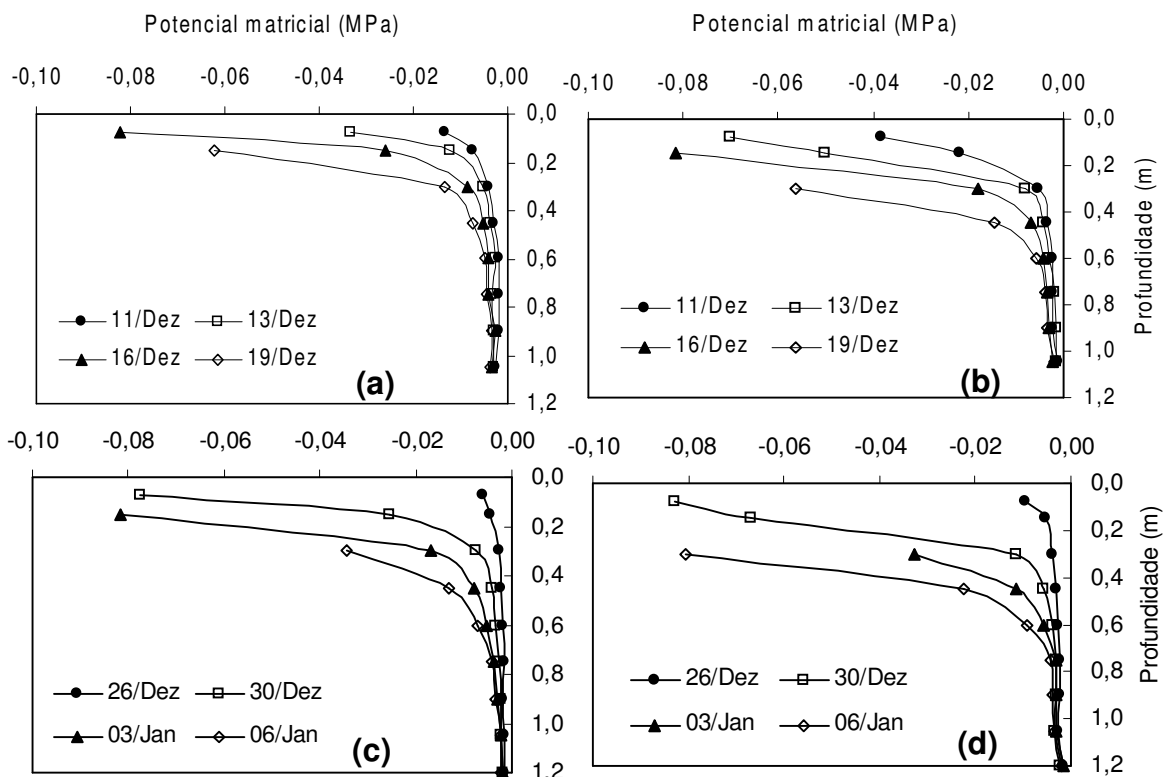 Potencial matricial (MPa)
Potencial matricial (MPa)
-0,10 -0,08 -0,06 -0,04 -0,02 0,00
0,0
0,2
0,4
0,6
0,8
1,0
1,2
11/Dez 13/Dez
16/Dez 19/Dez
(a)
-0,10 -0,08 -0,06 -0,04 -0,02 0,00
0,0
0,2
0,4
0,6
0,8
1,0
1,2
Profundidade (m)
11/Dez 13/Dez
16/Dez 19/Dez
(b)
-0,10 -0,08 -0,06 -0,04 -0,02 0,00
0,0
0,2
0,4
0,6
0,8
1,0
1,2
26/Dez 30/Dez
03/Jan 06/Jan
(c)
-0,10 -0,08 -0,06 -0,04 -0,02 0,00
0,0
0,2
0,4
0,6
0,8
1,0
1,2
Profundidade (m)
26/Dez 30/Dez
03/Jan 06/Jan
(d)